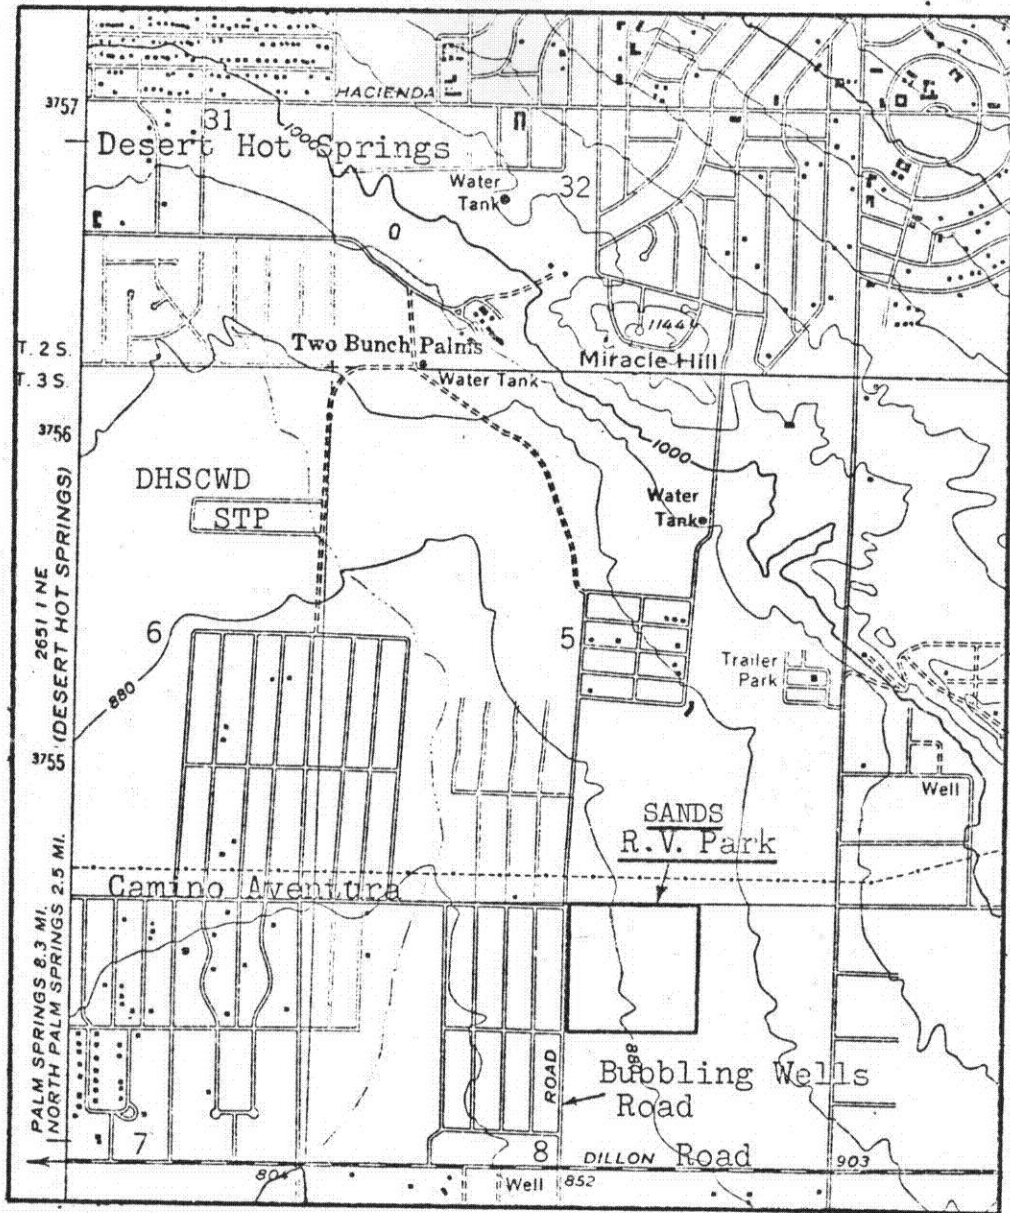 HACIENDA
3757
31
1000
Desert Hot Springs
Water
Tank
32
1144
Two Bunch Palms
Miracle Hill
T. 2 S.
T. 3 S.
Water Tank
3756
1000
DHSCWD
STP
Water
Tank
2651 I NE
(DESERT HOT SPRINGS)
6
5
Trailer
Park
880
3755
Well
SANDS
R.V. Park
Camino Aventura
PALM SPRINGS 8.3 MI.
NORTH PALM SPRINGS 2.5 MI.
880
ROAD
Bubbling Wells
Road
7
8
DILLON Road
903
804
Well
852